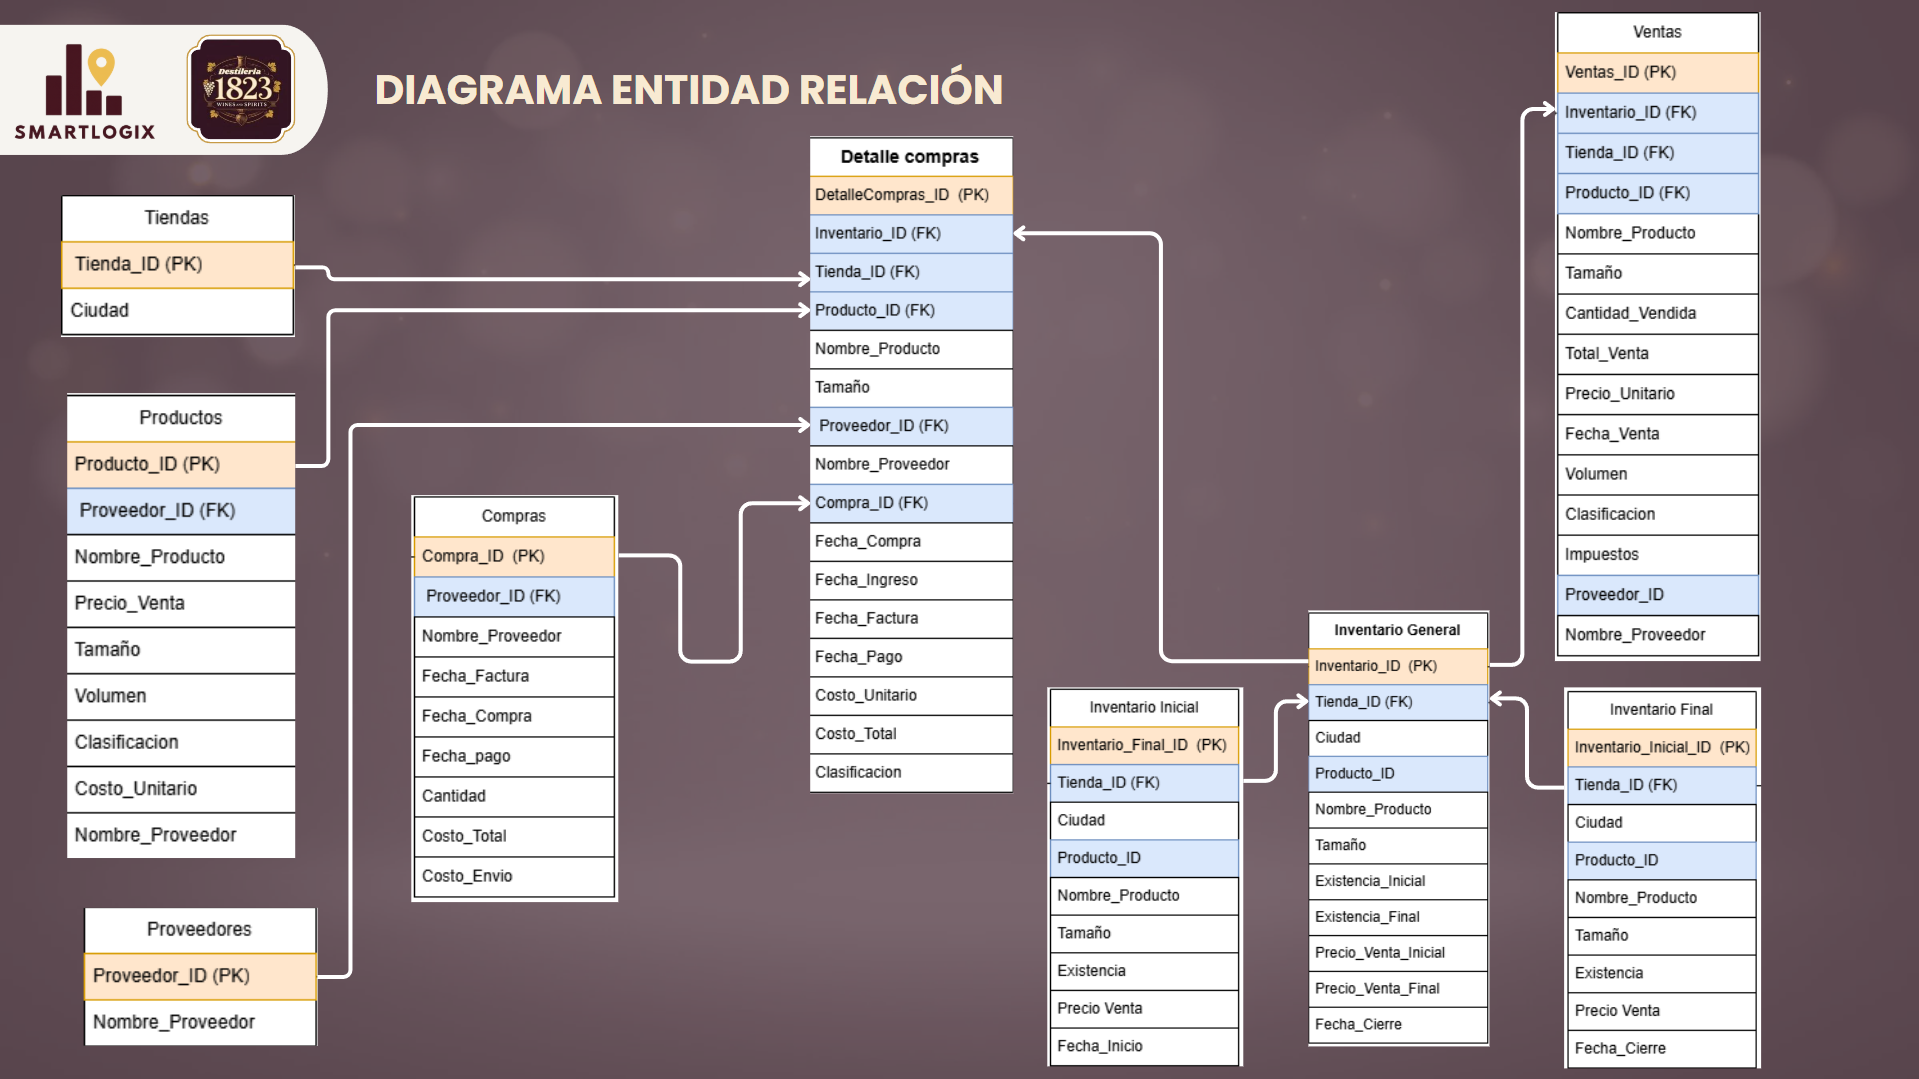 SMARTLOGIX
Destilería
1823
WINES AND SPIRITS
DIAGRAMA ENTIDAD RELACIÓN
Tiendas
Tienda_ID (PK)
Ciudad
Productos
Producto_ID (PK)
Proveedor_ID (FK)
Nombre_Producto
Precio_Venta
Tamaño
Volumen
Clasificacion
Costo_Unitario
Nombre_Proveedor
Proveedores
Proveedor_ID (PK)
Nombre_Proveedor
Compras
Compra_ID (PK)
Proveedor_ID (FK)
Nombre_Proveedor
Fecha_Factura
Fecha_Compra
Fecha_pago
Cantidad
Costo_Total
Costo_Envio
Detalle compras
DetalleCompras_ID (PK)
Inventario_ID (FK)
Tienda_ID (FK)
Producto_ID (FK)
Nombre_Producto
Tamaño
Proveedor_ID (FK)
Nombre_Proveedor
Compra_ID (FK)
Fecha_Compra
Fecha_Ingreso
Fecha_Factura
Fecha_Pago
Costo_Unitario
Costo_Total
Clasificacion
Inventario Inicial
Inventario_Final_ID (PK)
Tienda_ID (FK)
Ciudad
Producto_ID
Nombre_Producto
Tamaño
Existencia
Precio Venta
Fecha_Inicio
Inventario General
Inventario_ID (PK)
Tienda_ID (FK)
Ciudad
Producto_ID
Nombre_Producto
Tamaño
Existencia_Inicial
Existencia_Final
Precio_Venta_Inicial
Precio_Venta_Final
Fecha_Cierre
Ventas
Ventas_ID (PK)
Inventario_ID (FK)
Tienda_ID (FK)
Producto_ID (FK)
Nombre_Producto
Tamaño
Cantidad_Vendida
Total_Venta
Precio_Unitario
Fecha_Venta
Volumen
Clasificacion
Impuestos
Proveedor_ID
Nombre_Proveedor
Inventario Final
Inventario_Inicial_ID (PK)
Tienda_ID (FK)
Ciudad
Producto_ID
Nombre_Producto
Tamaño
Existencia
Precio Venta
Fecha_Cierre